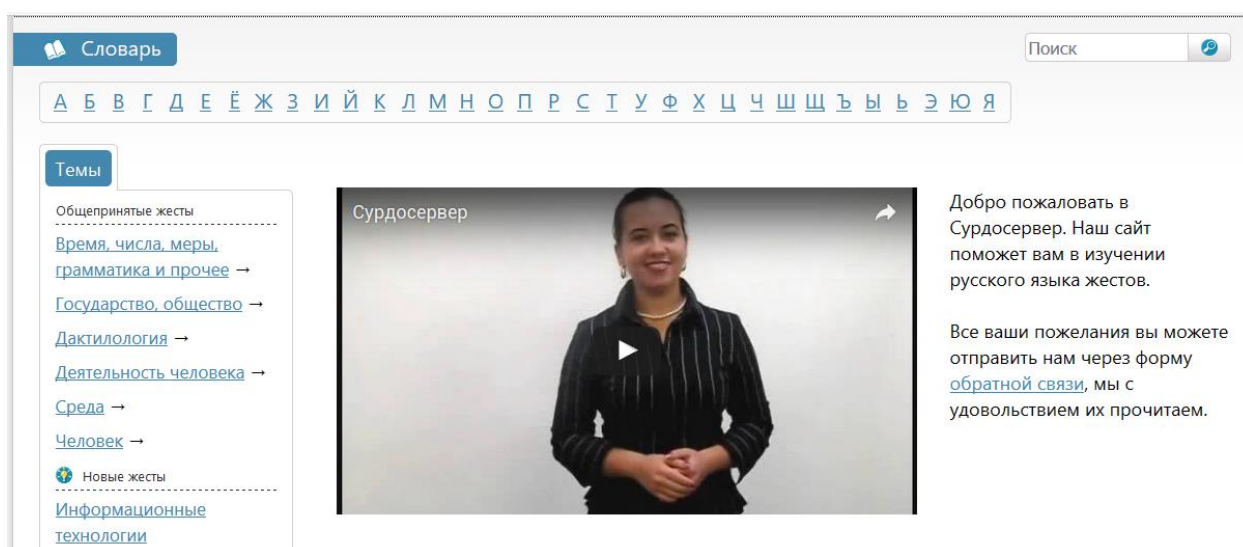 Словарь
Поиск
А Б В Г Д Е Ё Ж З И Й К Л М Н О П Р С Т У Ф Х Ц Ч Ш Щ Ъ Ы Ь Э Ю Я
Темы
Общепринятые жесты
Время, числа, меры,
грамматика и прочее →
Государство, общество →
Дактилология →
Деятельность человека →
Среда →
Человек →
Новые жесты
Информационные
технологии
Сурдосервер
Добро пожаловать в
Сурдосервер. Наш сайт
поможет вам в изучении
русского языка жестов.
Все ваши пожелания вы можете
отправить нам через форму
обратной связи, мы с
удовольствием их прочитаем.